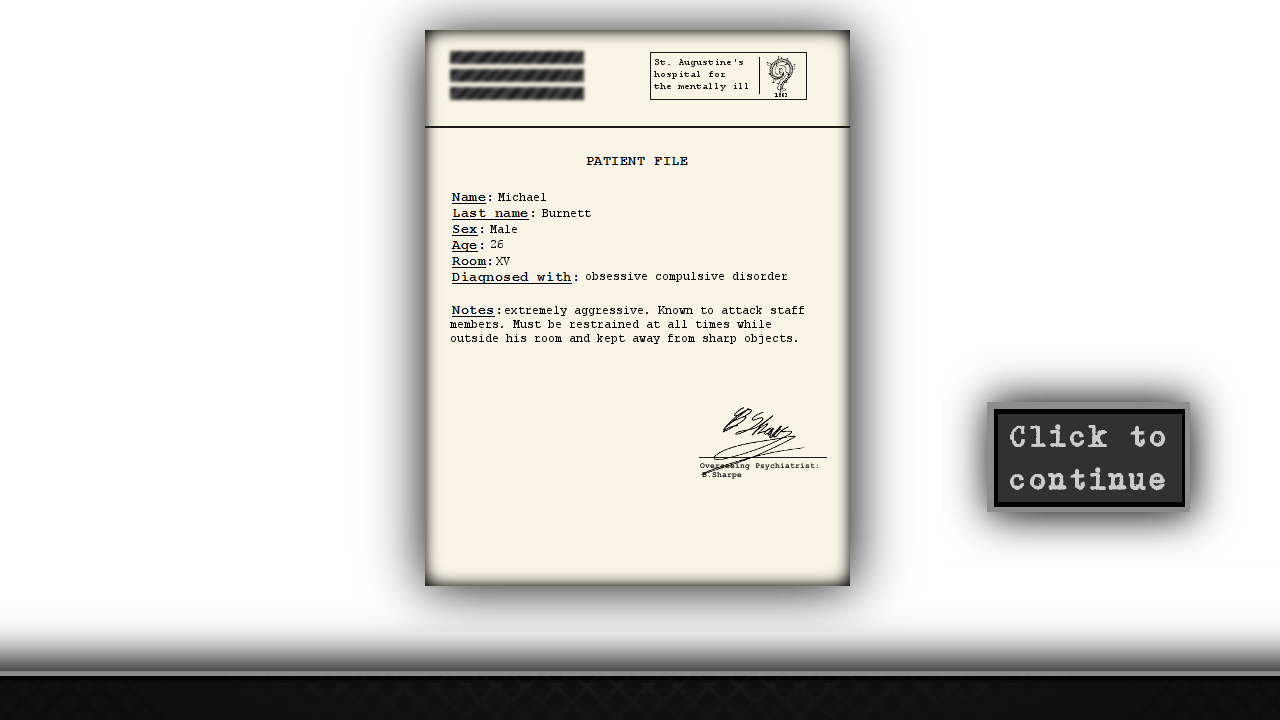 St. Augustine's
hospital for
the mentally ill
1862
PATIENT FILE
Name: Michael
Last name: Burnett
Sex: Male
Age: 26
Room: XV
Diagnosed with: obsessive compulsive disorder
Notes: extremely aggressive. Known to attack staff
members. Must be restrained at all times while
outside his room and kept away from sharp objects.
B Sharpe
Overseeing Psychiatrist:
B.Sharpe
Click to
continue